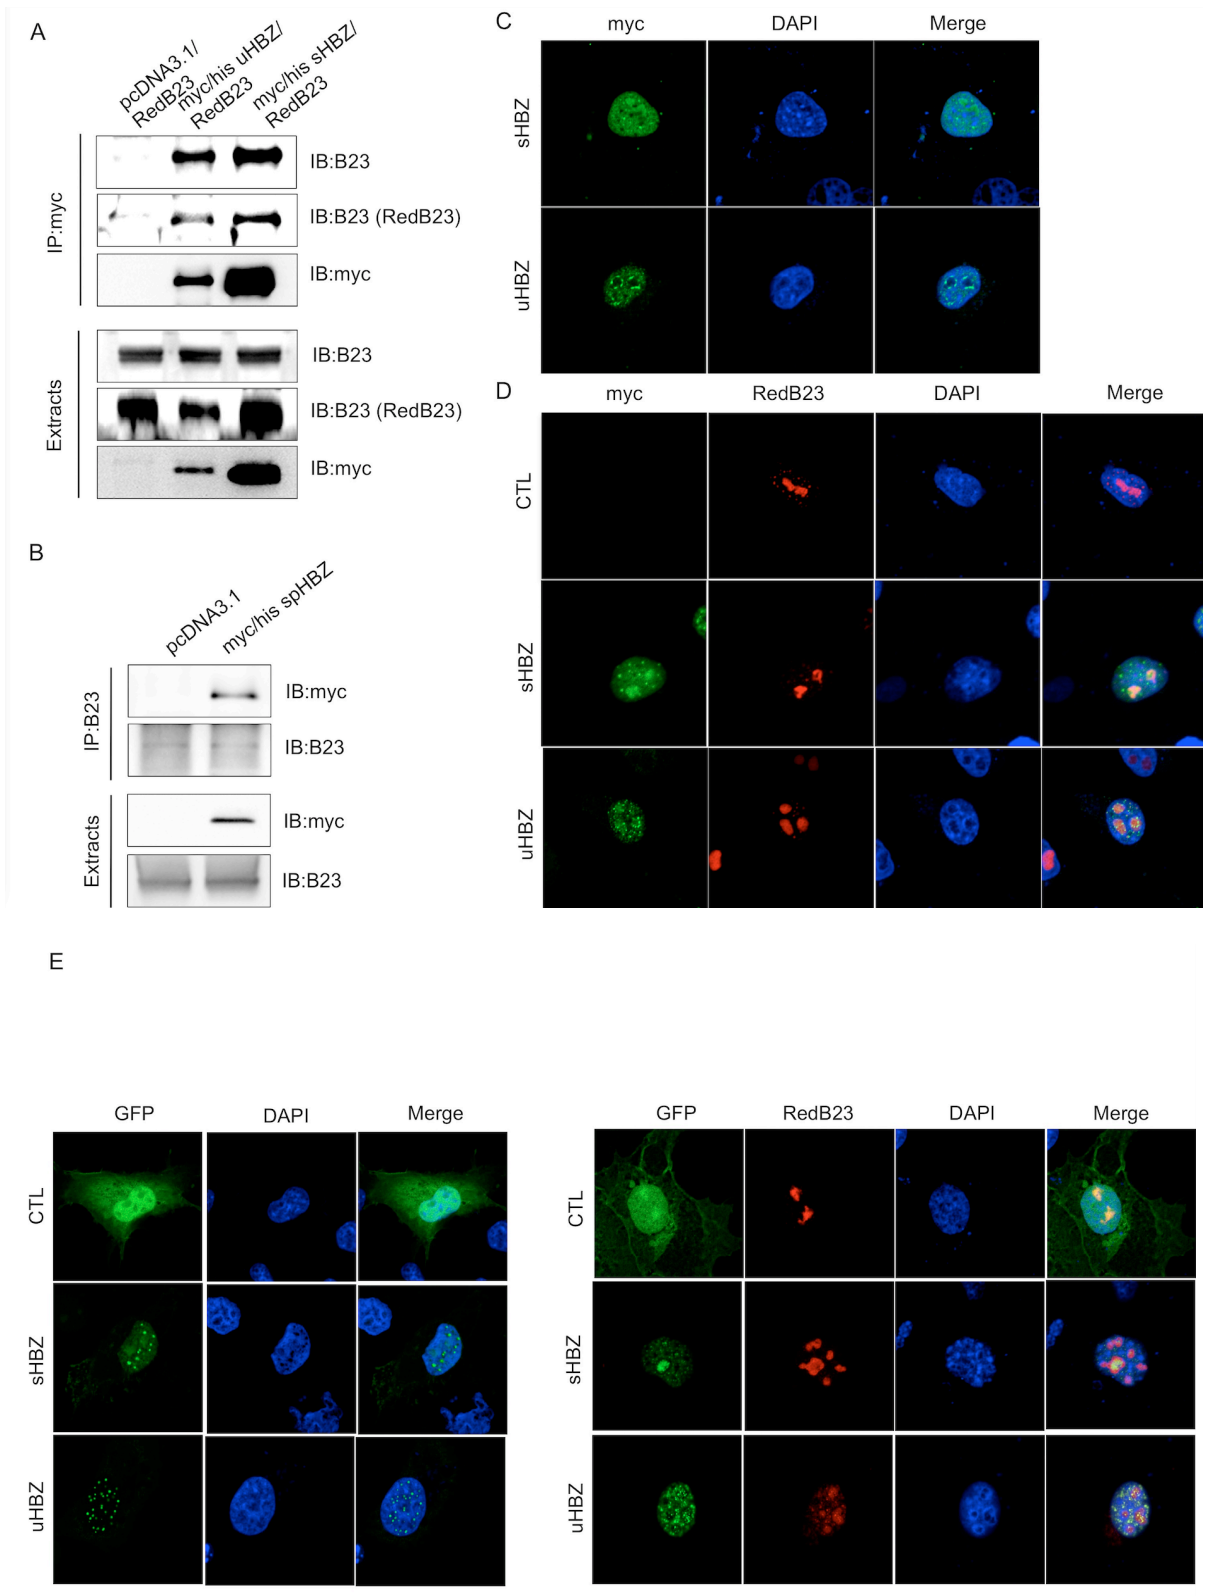 A
pcDNA3.1/
RedB23
myc/his uHBZ/
RedB23
myc/his sHBZ/
RedB23
IP:myc
IB:B23
IB:B23 (RedB23)
IB:myc
Extracts
IB:B23
IB:B23 (RedB23)
IB:myc
B
pcDNA3.1
myc/his spHBZ
IP:B23
IB:myc
IB:B23
Extracts
IB:myc
IB:B23
C
myc DAPI Merge
sHBZ
uHBZ
D
myc RedB23 DAPI Merge
CTL
sHBZ
uHBZ
E
GFP DAPI Merge
CTL
sHBZ
uHBZ
GFP RedB23 DAPI Merge
CTL
sHBZ
uHBZ